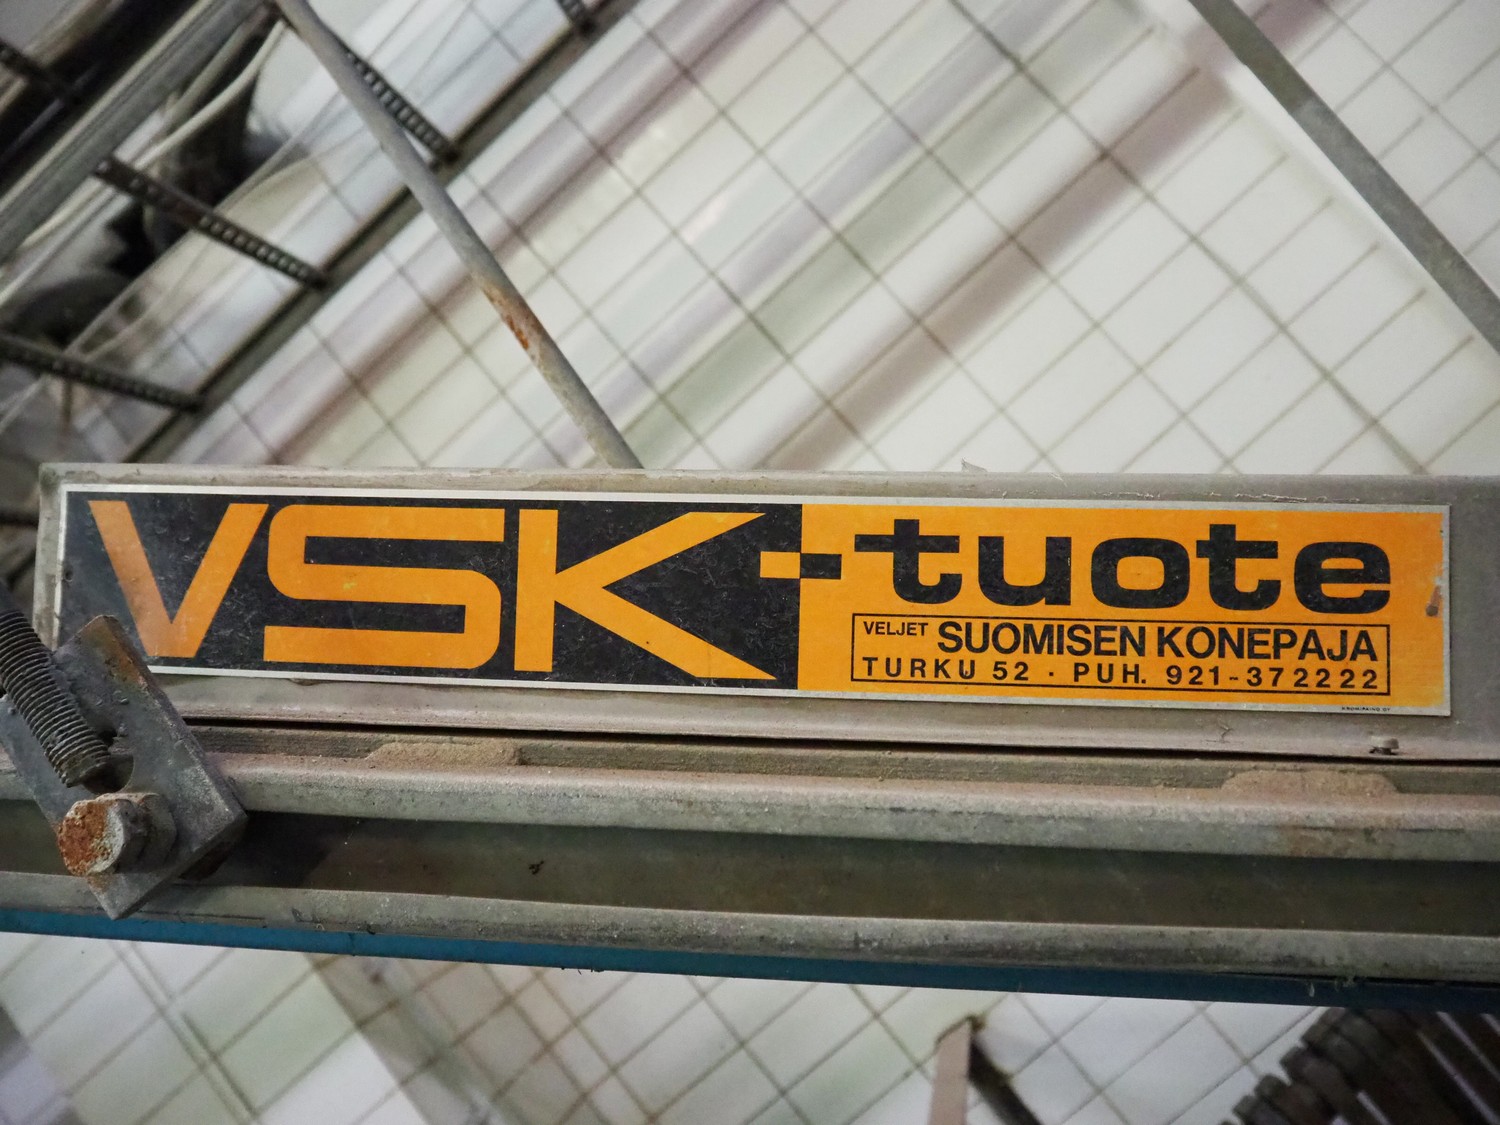 VSK-tuote
VELJET SUOMISEN KONEPAJA
TURKU 52 · PUH. 921-372222